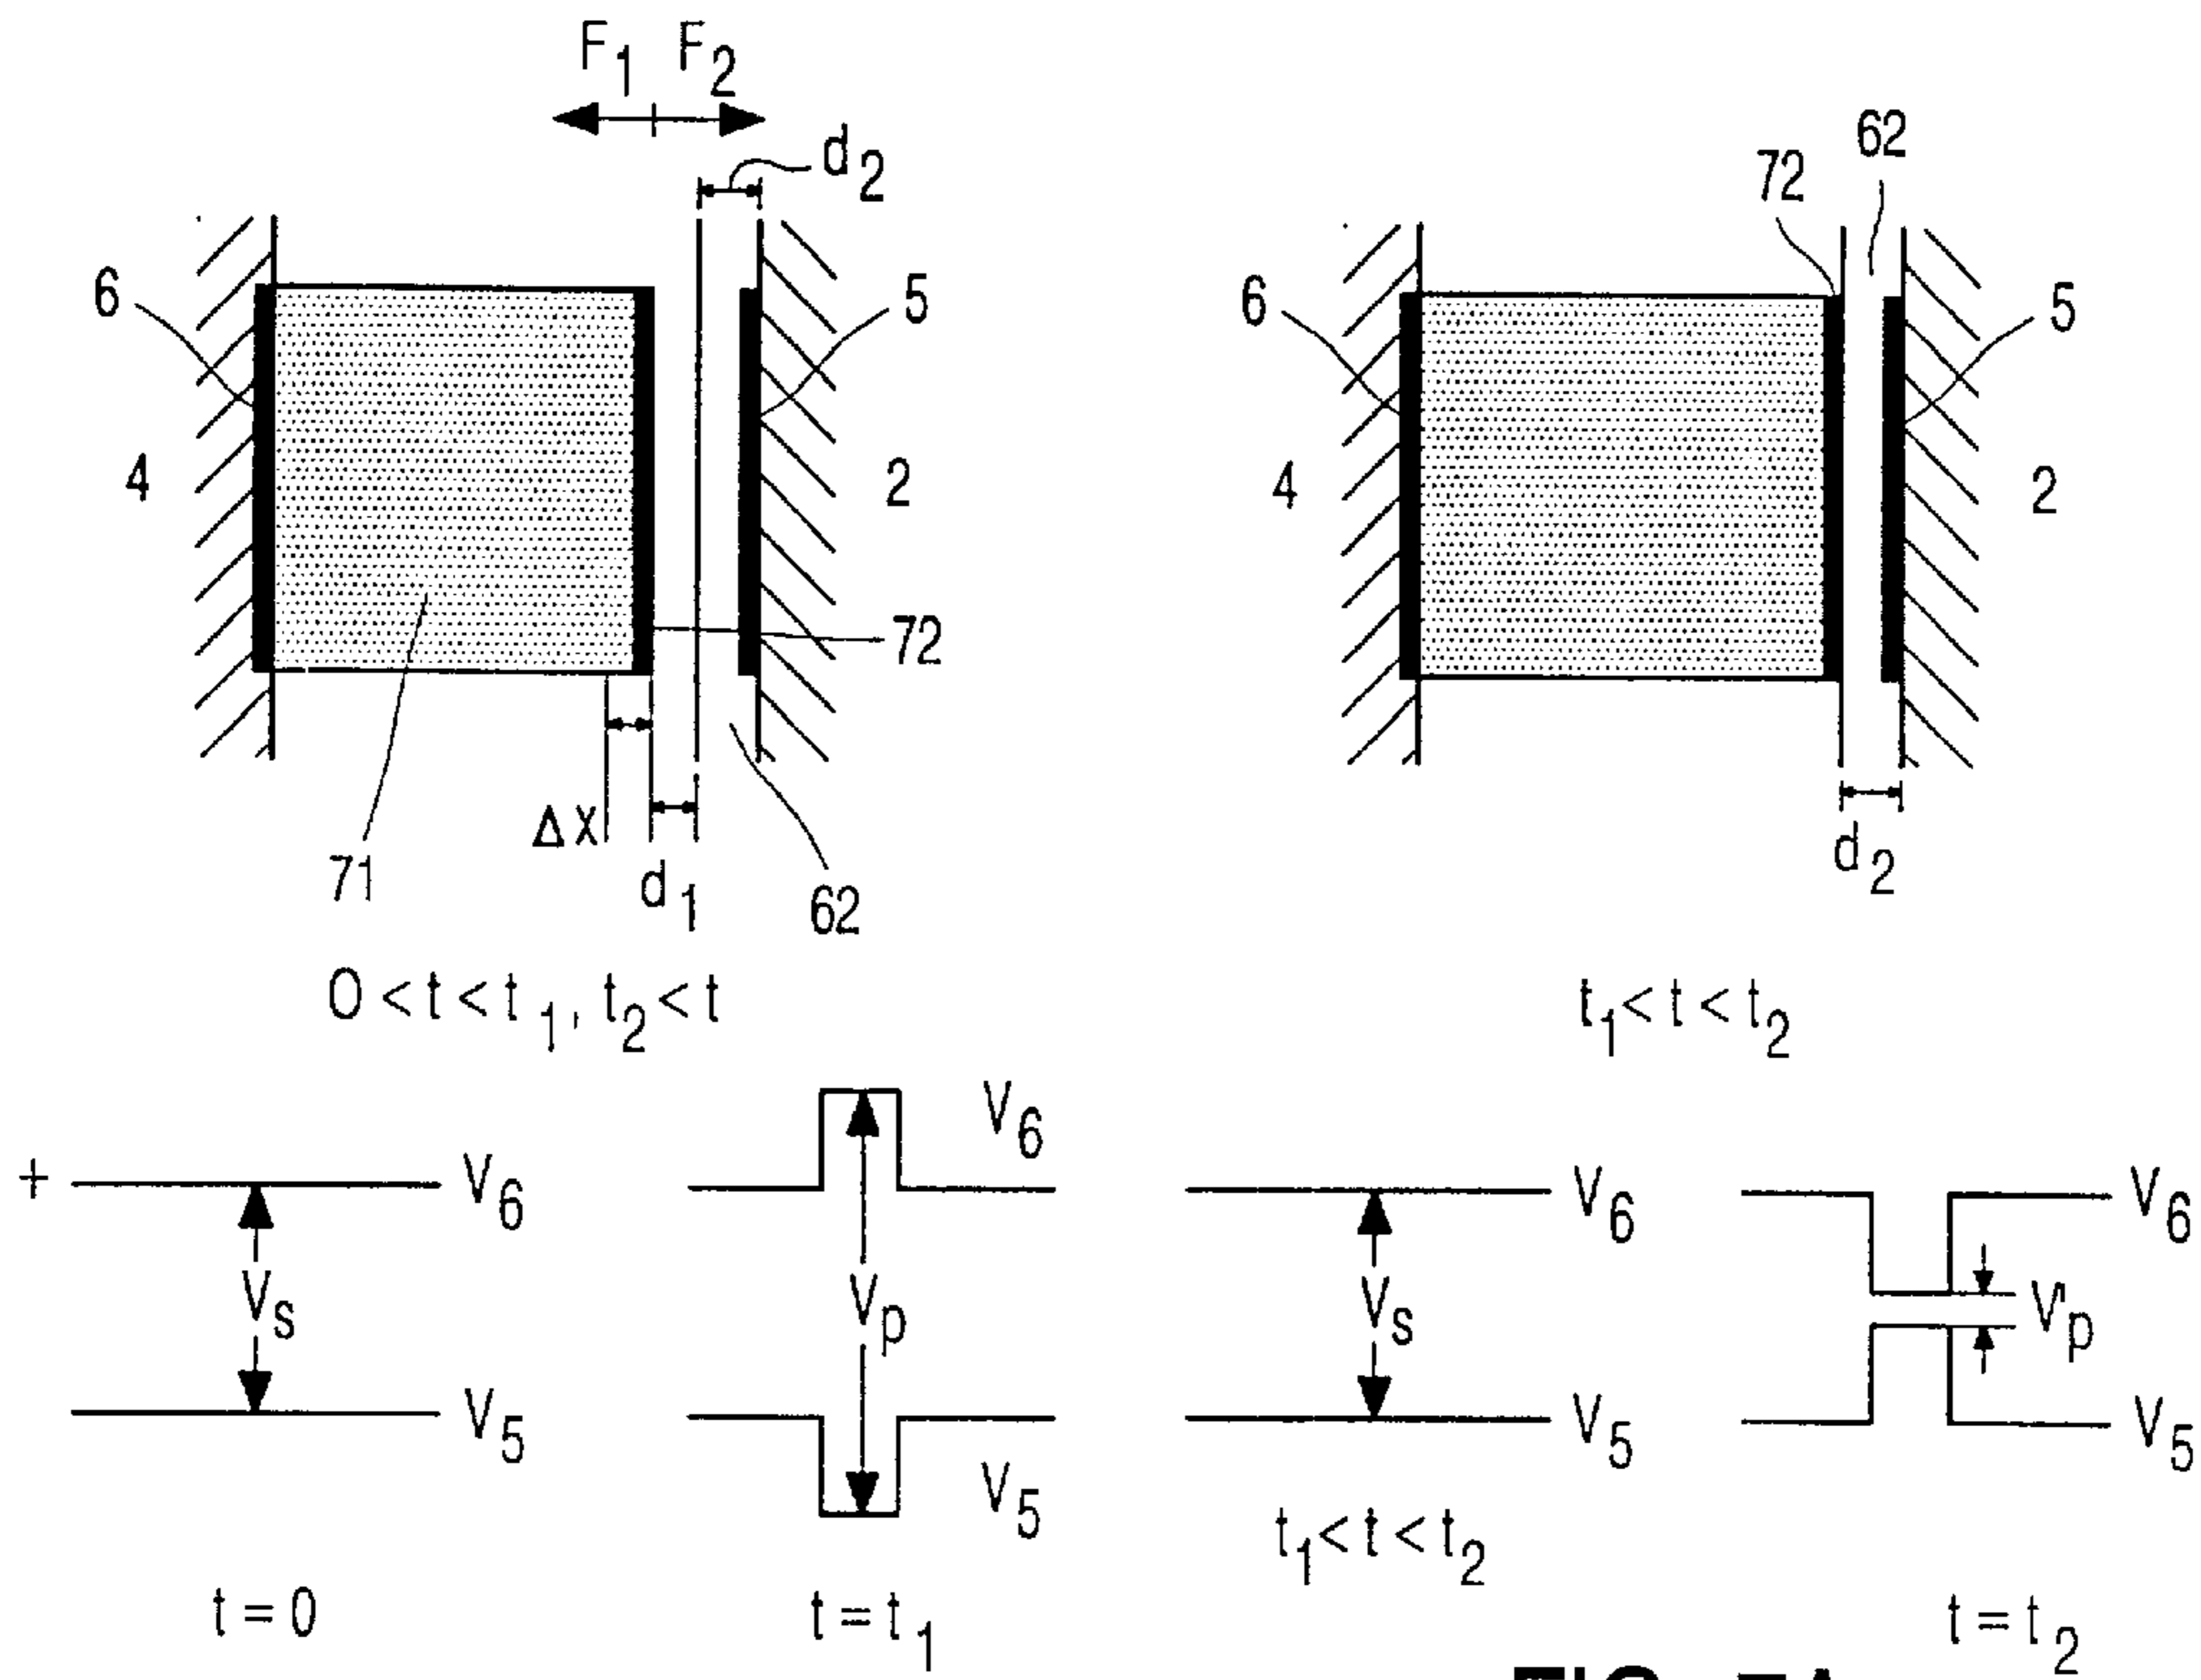 F1 F2
d2
6
5
4
2
72
Δx
d1
71
62
0 < t < t1, t2 < t
72
62
6
5
4
2
d2
t1 < t < t2
+
V6
Vs
V5
t = 0
V6
Vp
V5
t = t1
V6
Vs
V5
t1 < t < t2
V6
V'p
V5
t = t2